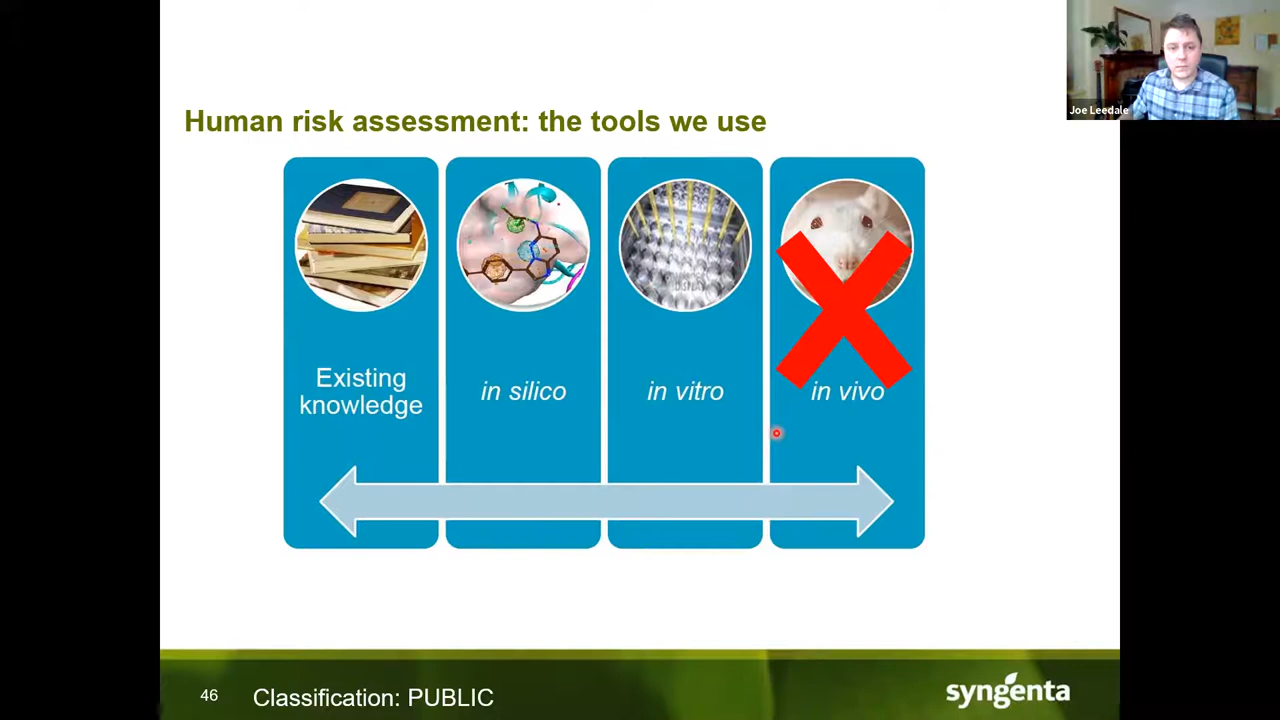 Joe Leedale
Human risk assessment: the tools we use
Existing
knowledge
in silico
in vitro
in vivo
46
Classification: PUBLIC
syngenta